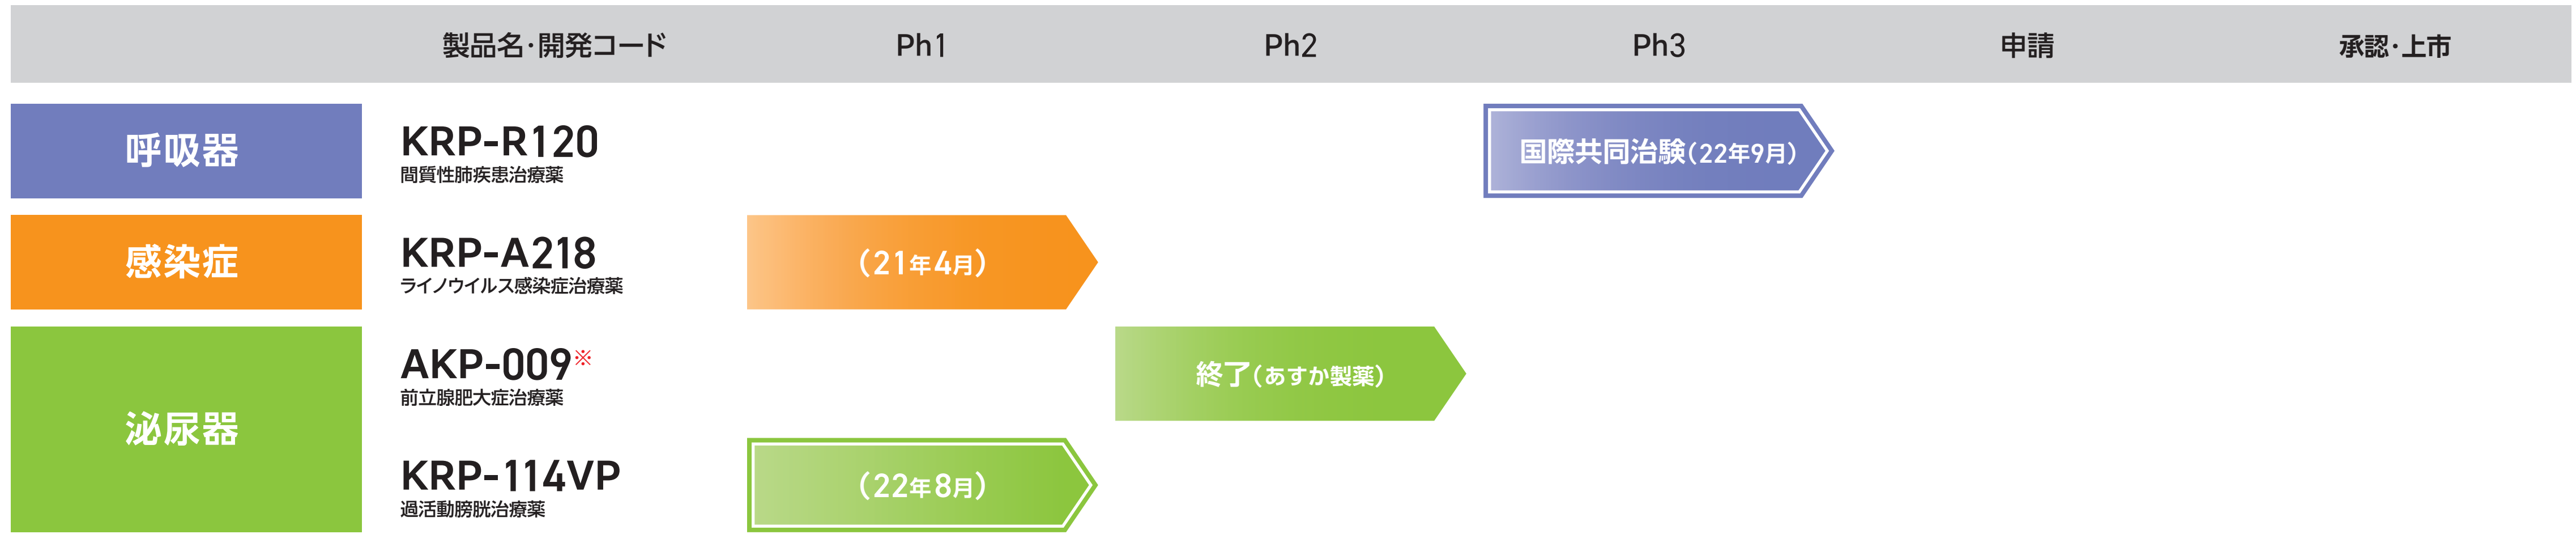 製品名・開発コード Ph1 Ph2 Ph3 申請 承認・上市
呼吸器
KRP-R120
間質性肺疾患治療薬
国際共同治験（22年9月）
感染症
KRP-A218
ライノウイルス感染症治療薬
（21年4月）
泌尿器
AKP-009※
前立腺肥大症治療薬
終了（あすか製薬）
KRP-114VP
過活動膀胱治療薬
（22年8月）